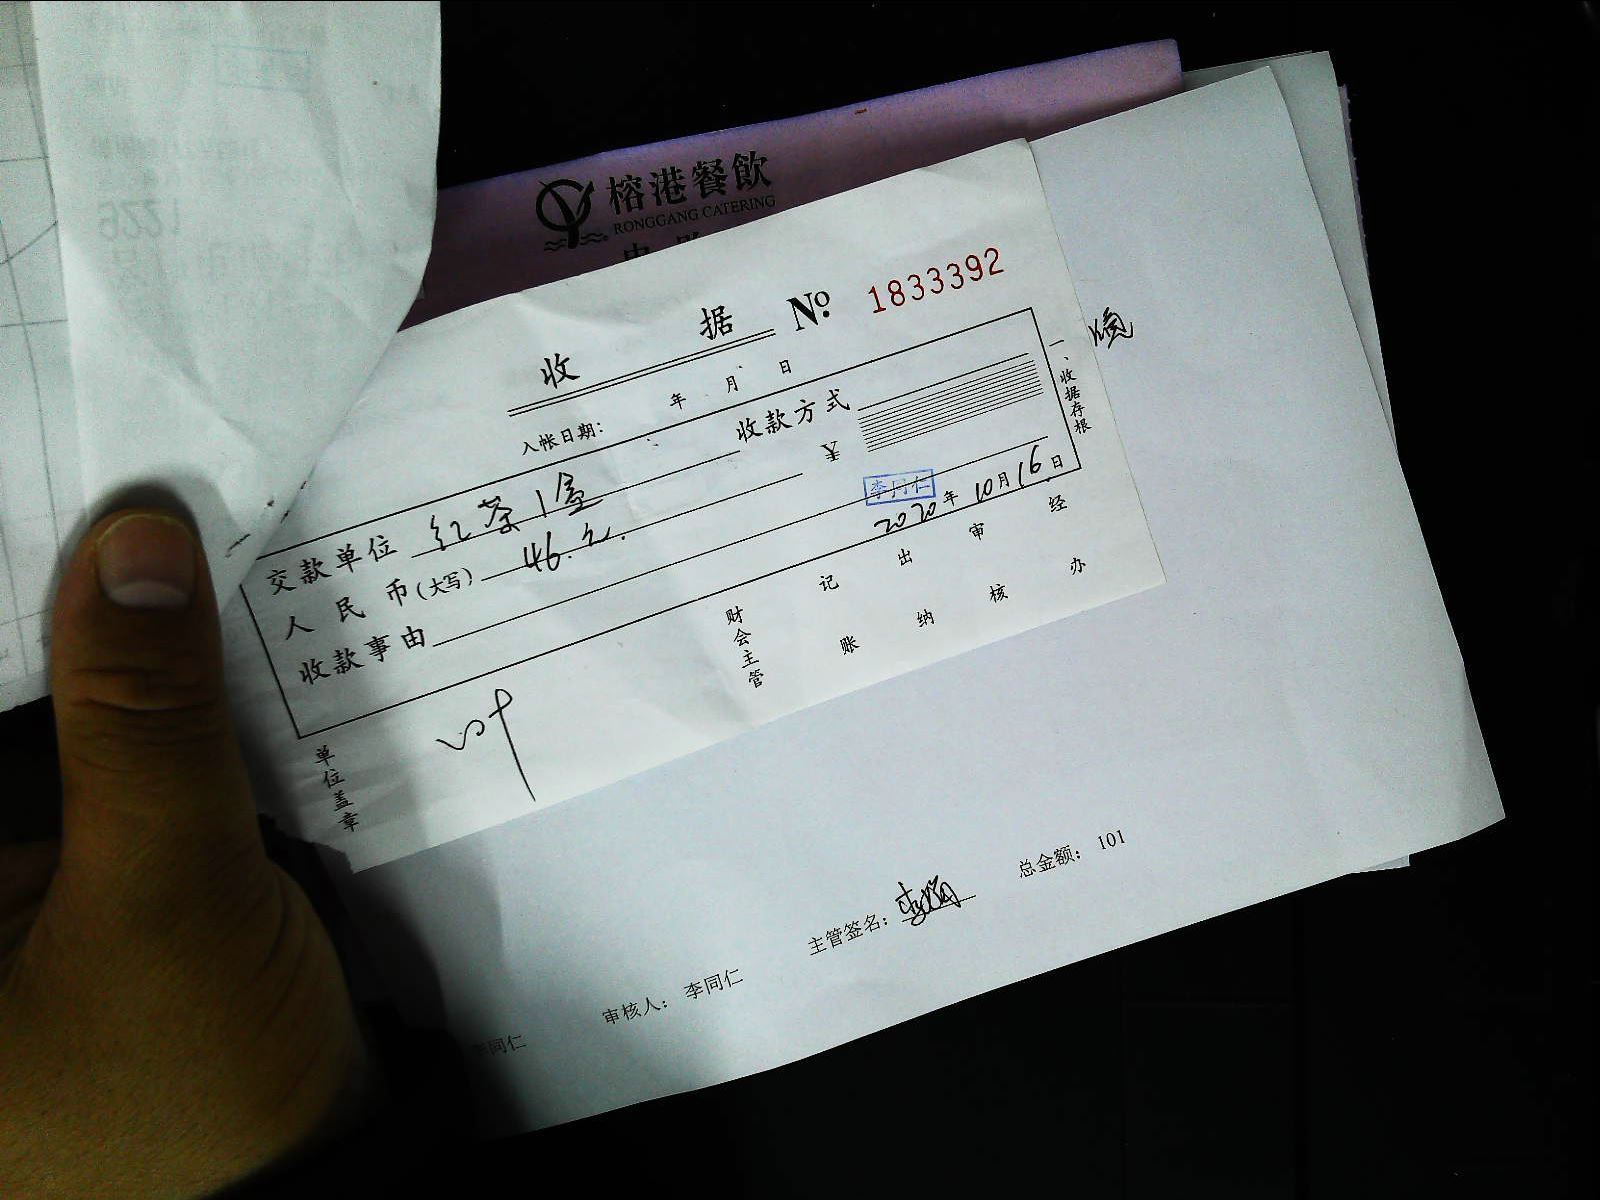 榕港餐飲
RONGGANG CATERING
收 据 № 1833392
入帐日期: 年 月 日
交款单位 红茶1盒 收款方式
人民币(大写) 46.元. ¥
收款事由
李同仁
2020年10月16日
一、收据存根
单位盖章
财会主管
记账
出纳
审核
经办
叶
主管签名: 总金额: 101
审核人: 李同仁